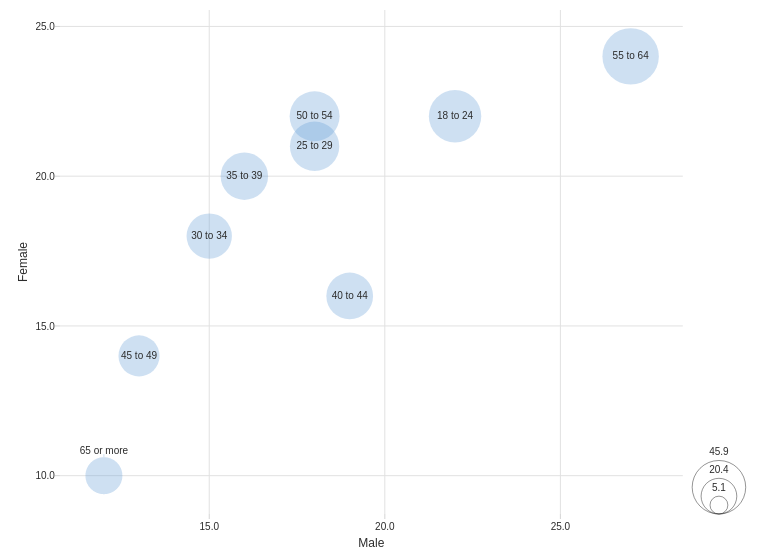 25.0
55 to 64
50 to 54
18 to 24
25 to 29
20.0
35 to 39
30 to 34
Female
40 to 44
15.0
45 to 49
65 or more
10.0
45.9
20.4
5.1
15.0
20.0
25.0
Male